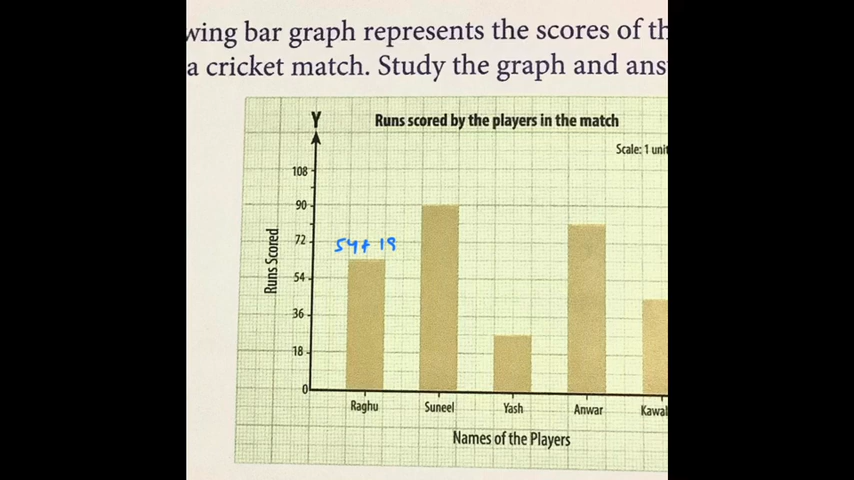 wing bar graph represents the scores of th
a cricket match. Study the graph and ans
Y
Runs scored by the players in the match
Scale: 1 unit
108
90
72
54
36
18
0
54+ 19
Runs Scored
Raghu Suneel Yash Anwar Kawal
Names of the Players